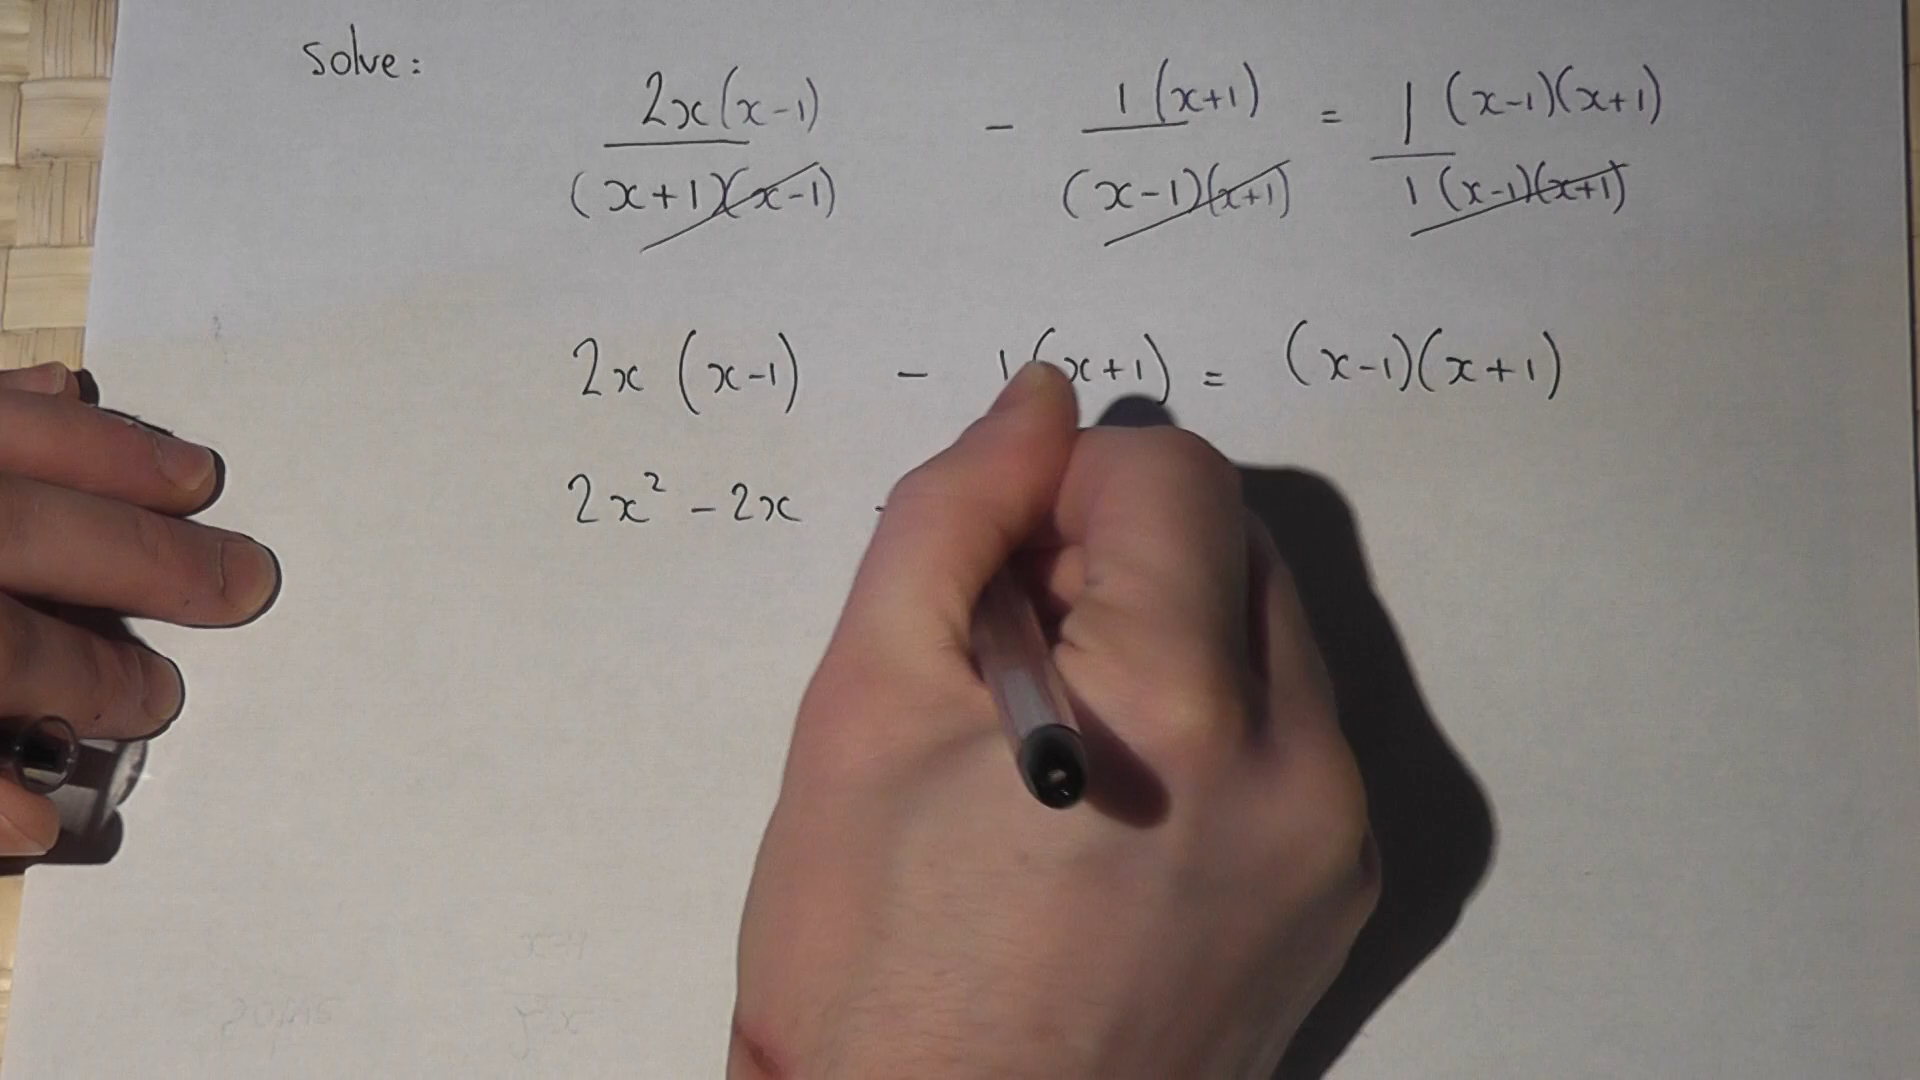 Solve:
2x(x-1) - 1(x+1) = 1(x-1)(x+1)
(x+1)(x-1) (x-1)(x+1) 1(x-1)(x+1)
2x (x-1) - 1(x+1) = (x-1)(x+1)
2x² - 2x -